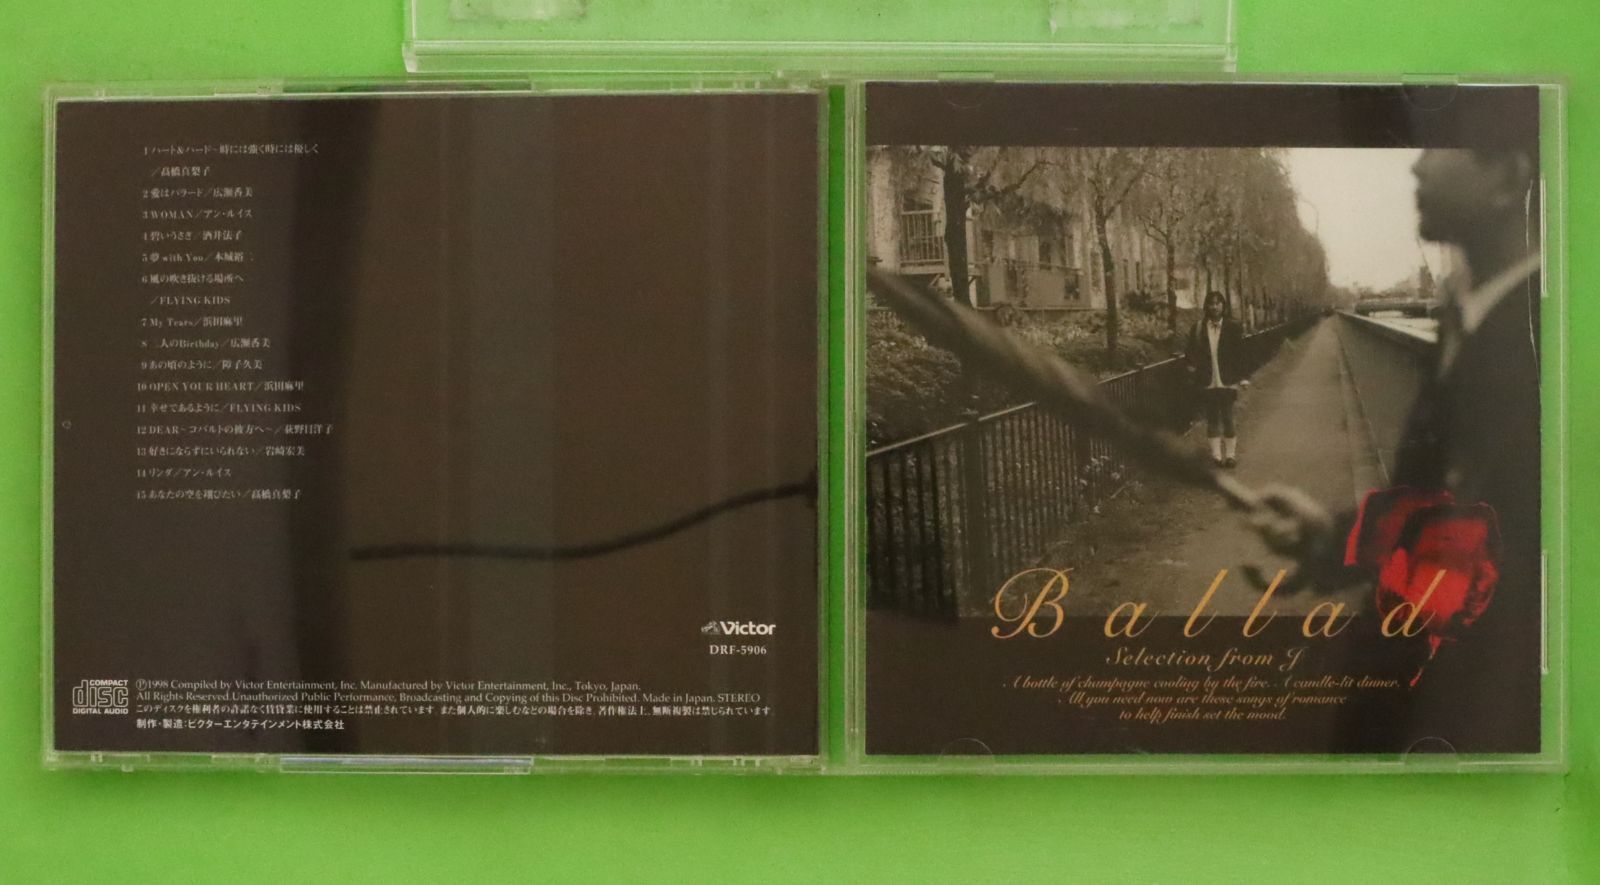 1 ハート&ハード~時には強く時には優しく
／高橋真梨子
2 愛はバラード／広瀬香美
3 WOMAN／アン・ルイス
4 碧いうさぎ／酒井法子
5 夢 with You／本城裕二
6 風の吹き抜ける場所へ
／FLYING KIDS
7 My Tears／浜田麻里
8 二人のBirthday／広瀬香美
9 あの頃のように／障子久美
10 OPEN YOUR HEART／浜田麻里
11 幸せであるように／FLYING KIDS
12 DEAR~コバルトの彼方へ~／荻野目洋子
13 好きにならずにいられない／岩崎宏美
14 リンダ／アン・ルイス
15 あなたの空を翔びたい／高橋真梨子
Victor
DRF-5906
COMPACT
disc
DIGITAL AUDIO
Ⓟ1998 Compiled by Victor Entertainment, Inc. Manufactured by Victor Entertainment, Inc., Tokyo, Japan.
All Rights Reserved. Unauthorized Public Performance, Broadcasting and Copying of this Disc Prohibited. Made in Japan. STEREO
このディスクを権利者の許諾なく賃貸業に使用することは禁止されています。また個人的に楽しむなどの場合を除き、著作権法上、無断複製は禁じられています。
制作・製造:ビクターエンタテインメント株式会社
Ballad
Selection from J
A bottle of champagne cooling by the fire. A candle-lit dinner.
All you need now are these songs of romance
to help finish set the mood.